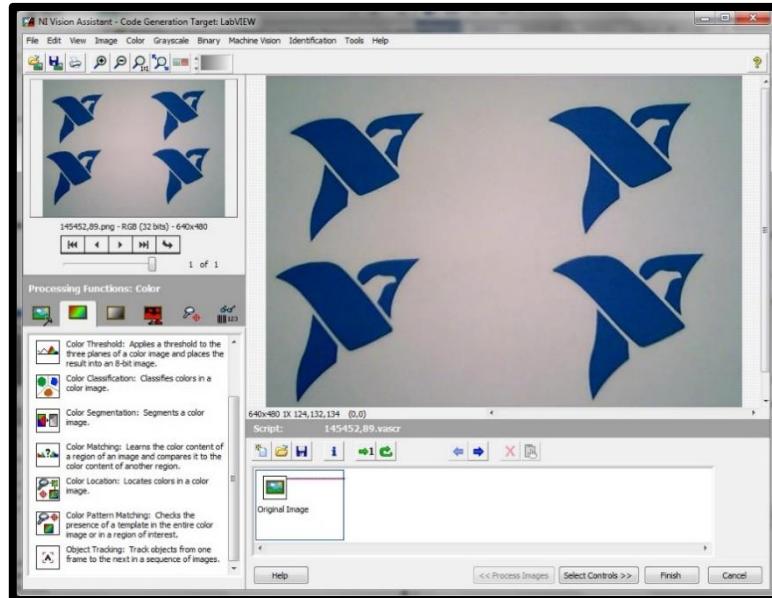 NI Vision Assistant - Code Generation Target: LabVIEW
File Edit View Image Color Grayscale Binary Machine Vision Identification Tools Help
1:1
145452,89.png - RGB (32 bits) - 640x480
1 of 1
Processing Functions: Color
123
Color Threshold: Applies a threshold to the
three planes of a color image and places the
result into an 8-bit image.
Color Classification: Classifies colors in a
color image.
Color Segmentation: Segments a color
image.
Color Matching: Learns the color content of
a region of an image and compares it to the
color content of another region.
Color Location: Locates colors in a color
image.
Color Pattern Matching: Checks the
presence of a template in the entire color
image or in a region of interest.
Object Tracking: Track objects from one
frame to the next in a sequence of images.
640x480 1X 124,132,134 (0,0)
Script: 145452,89.vascr
1
Original Image
Help << Process Images Select Controls >> Finish Cancel